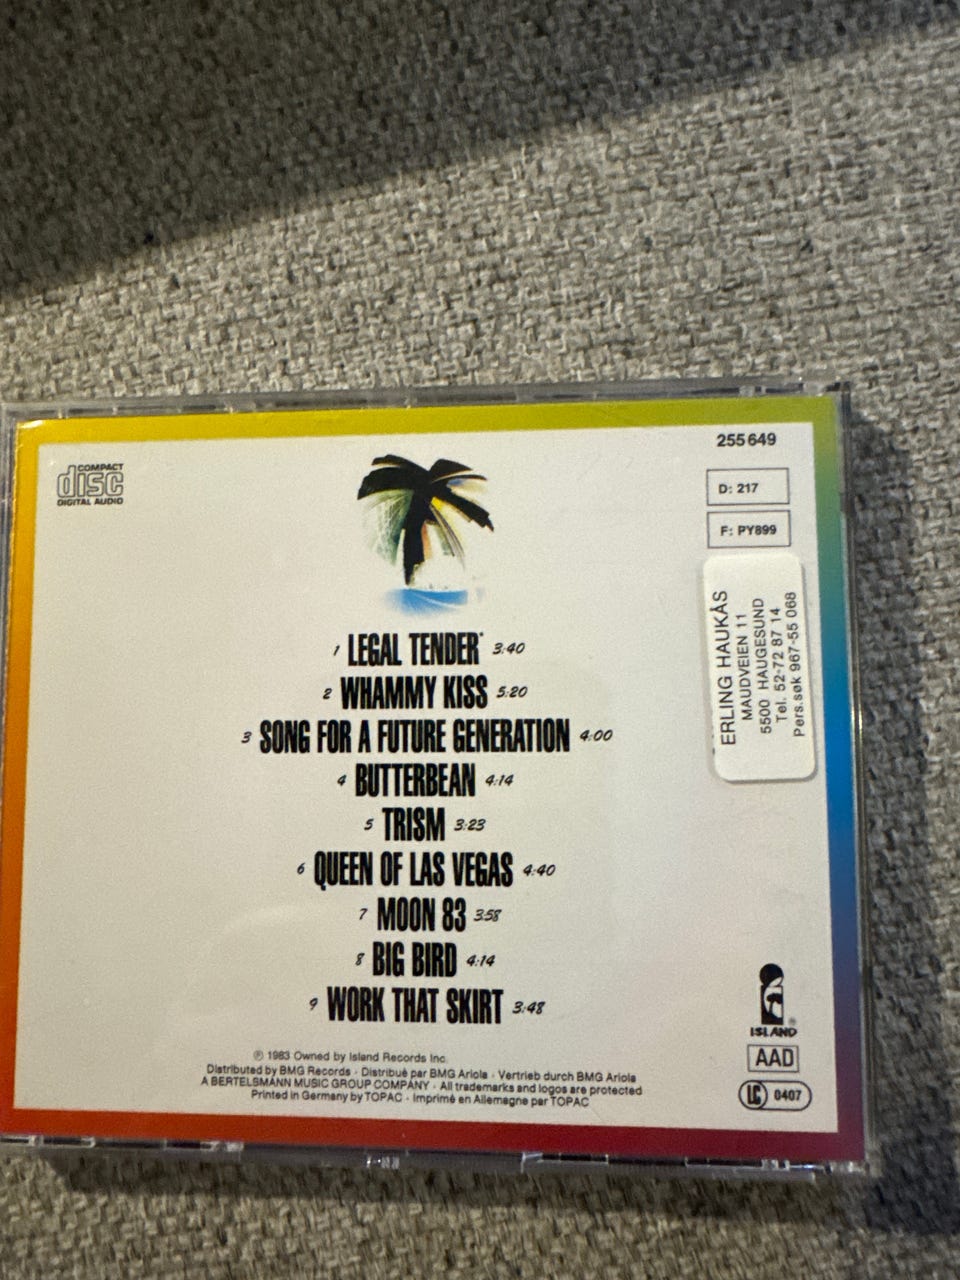 COMPACT
disc
DIGITAL AUDIO
255 649
D: 217
F: PY899
ERLING HAUKÅS
MAUDVEIEN 11
5500 HAUGESUND
Tel. 52-72 87 14
Pers.søk 967-55 068
1 LEGAL TENDER* 3:40
2 WHAMMY KISS 5:20
3 SONG FOR A FUTURE GENERATION 4:00
4 BUTTERBEAN 4:14
5 TRISM 3:23
6 QUEEN OF LAS VEGAS 4:40
7 MOON 83 3:58
8 BIG BIRD 4:14
9 WORK THAT SKIRT 3:48
℗ 1983 Owned by Island Records Inc.
Distributed by BMG Records · Distribué par BMG Ariola · Vertrieb durch BMG Ariola
A BERTELSMANN MUSIC GROUP COMPANY · All trademarks and logos are protected
Printed in Germany by TOPAC · Imprimé en Allemagne par TOPAC
ISLAND®
AAD
LC 0407